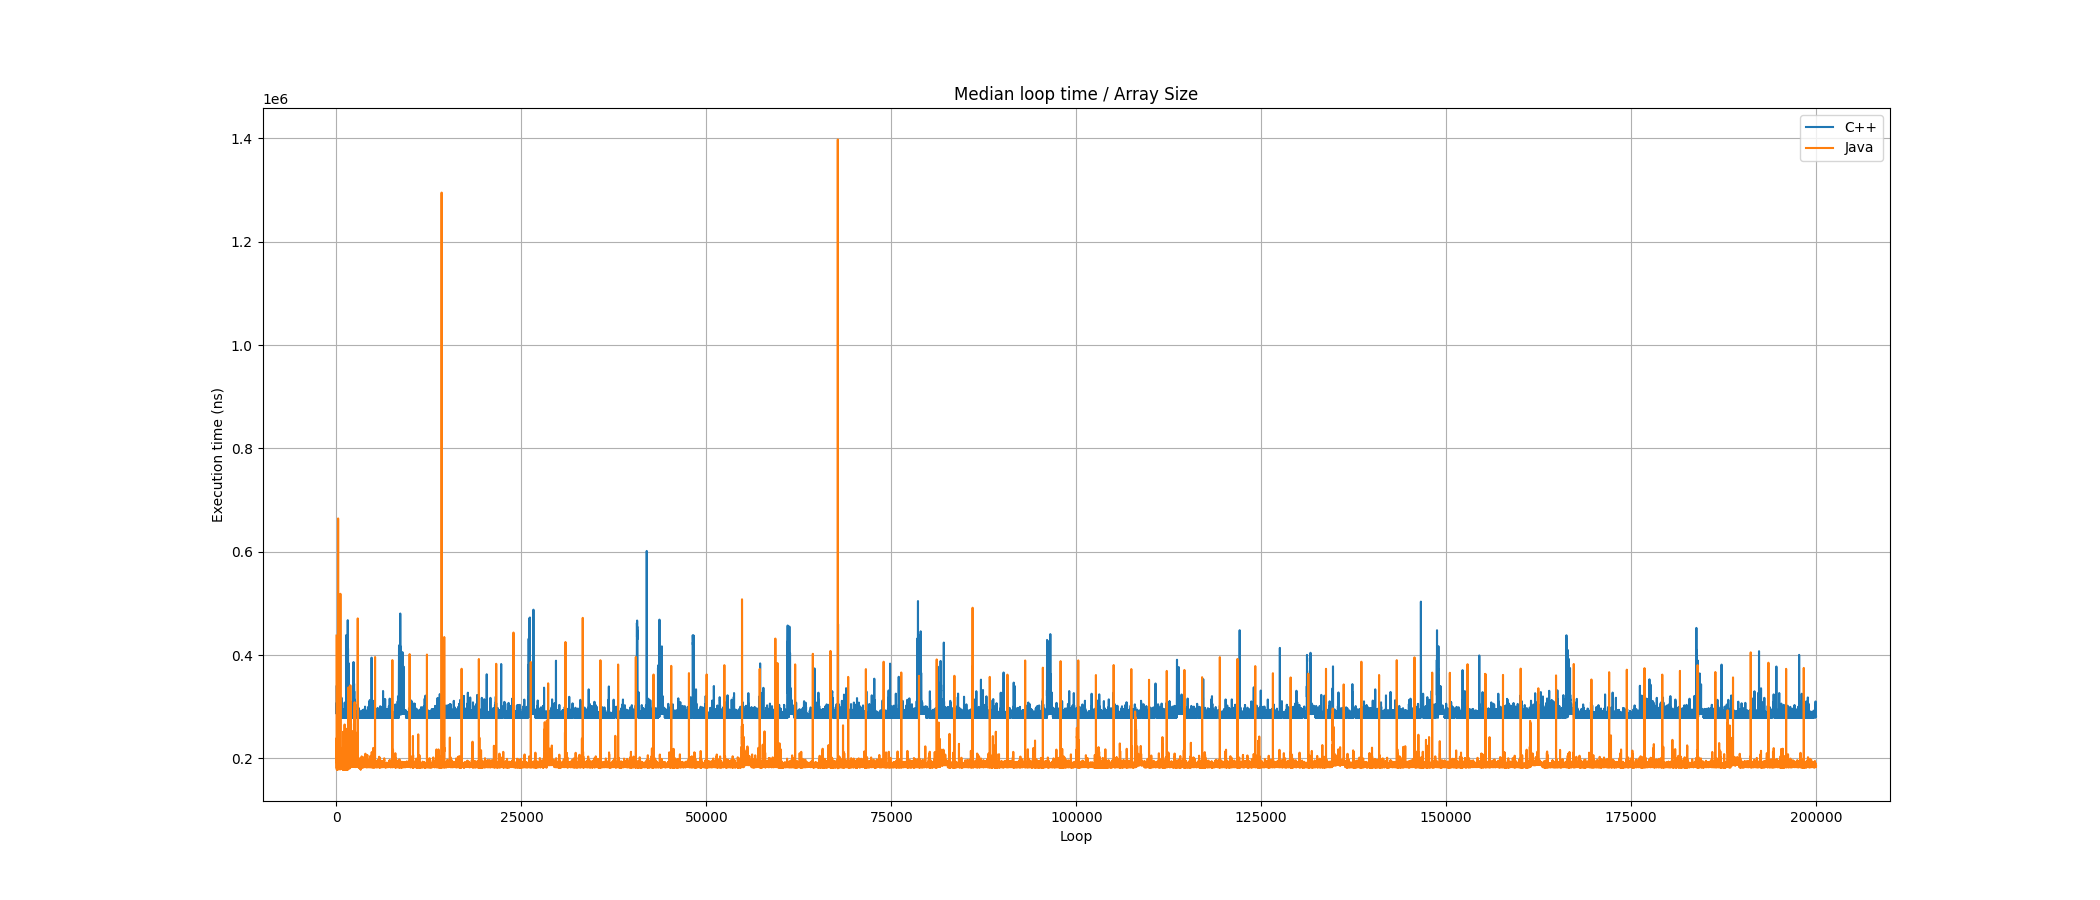 Median loop time / Array Size
1e6
C++
Java
1.4
1.2
1.0
0.8
0.6
0.4
0.2
Execution time (ns)
0 25000 50000 75000 100000 125000 150000 175000 200000
Loop